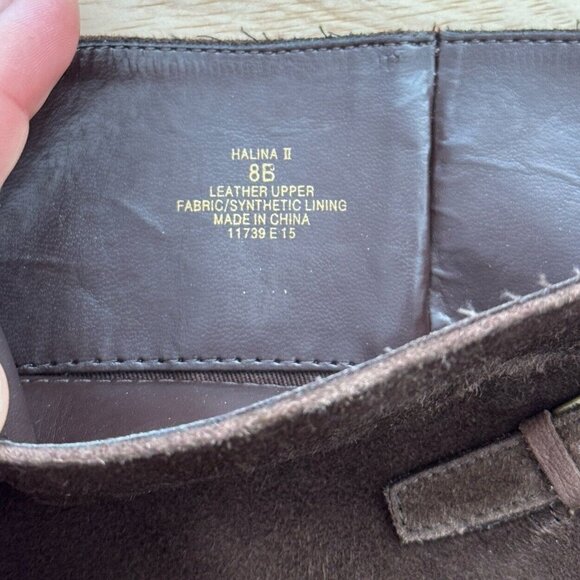 HALINA II
8B
LEATHER UPPER
FABRIC/SYNTHETIC LINING
MADE IN CHINA
11739 E 15